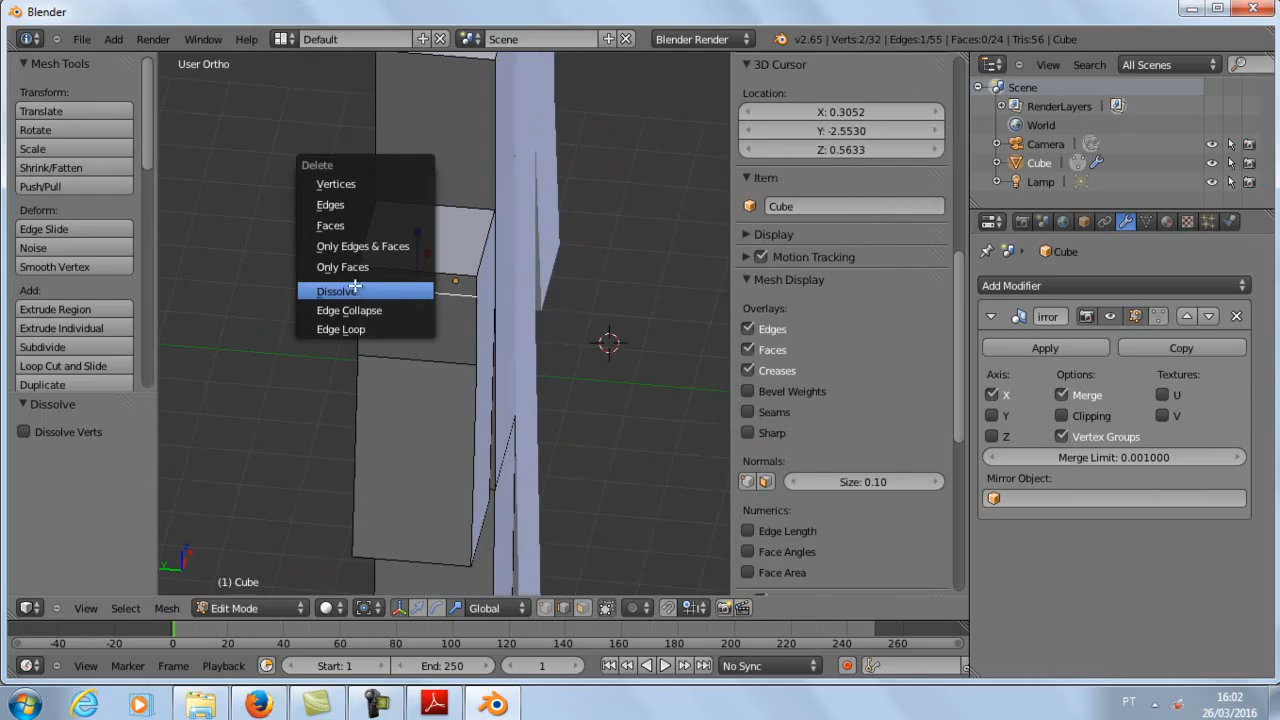 Blender
File Add Render Window Help Default Scene Blender Render v2.65 | Verts:2/32 | Edges:1/55 | Faces:0/24 | Tris:56 | Cube
Mesh Tools
Transform:
Translate
Rotate
Scale
Shrink/Fatten
Push/Pull
Deform:
Edge Slide
Noise
Smooth Vertex
Add:
Extrude Region
Extrude Individual
Subdivide
Loop Cut and Slide
Duplicate
Dissolve
Dissolve Verts
User Ortho
Delete
Vertices
Edges
Faces
Only Edges & Faces
Only Faces
Dissolve
Edge Collapse
Edge Loop
(1) Cube
3D Cursor
Location:
X: 0.3052
Y: -2.5530
Z: 0.5633
Item
Cube
Display
Motion Tracking
Mesh Display
Overlays:
Edges
Faces
Creases
Bevel Weights
Seams
Sharp
Normals:
Size: 0.10
Numerics:
Edge Length
Face Angles
Face Area
View Search All Scenes
Scene
RenderLayers
World
Camera
Cube
Lamp
Cube
Add Modifier
irror
Apply Copy
Axis: Options: Textures:
X Merge U
Y Clipping V
Z Vertex Groups
Merge Limit: 0.001000
Mirror Object:
View Select Mesh Edit Mode Global
-40 -20 0 20 40 60 80 100 120 140 160 180 200 220 240 260
View Marker Frame Playback Start: 1 End: 250 1 No Sync
PT 16:02
26/03/2016